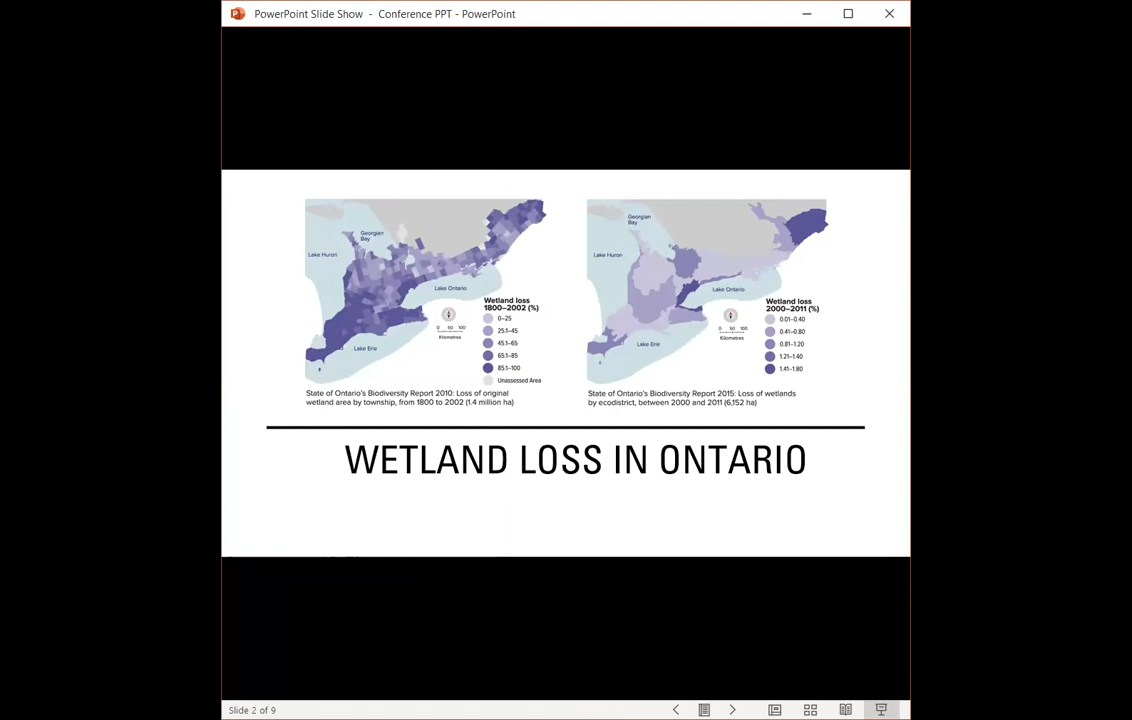 PowerPoint Slide Show - Conference PPT - PowerPoint
Georgian
Bay
Lake Huron
Lake Ontario
Lake Erie
Wetland loss
1800–2002 (%)
0–25
25.1–45
45.1–65
65.1–85
85.1–100
Unassessed Area
0 50 100
Kilometres
State of Ontario's Biodiversity Report 2010: Loss of original
wetland area by township, from 1800 to 2002 (1.4 million ha)
Georgian
Bay
Lake Huron
Lake Ontario
Lake Erie
Wetland loss
2000–2011 (%)
0.01–0.40
0.41–0.80
0.81–1.20
1.21–1.40
1.41–1.80
0 50 100
Kilometres
State of Ontario's Biodiversity Report 2015: Loss of wetlands
by ecodistrict, between 2000 and 2011 (6,152 ha)
WETLAND LOSS IN ONTARIO
Slide 2 of 9